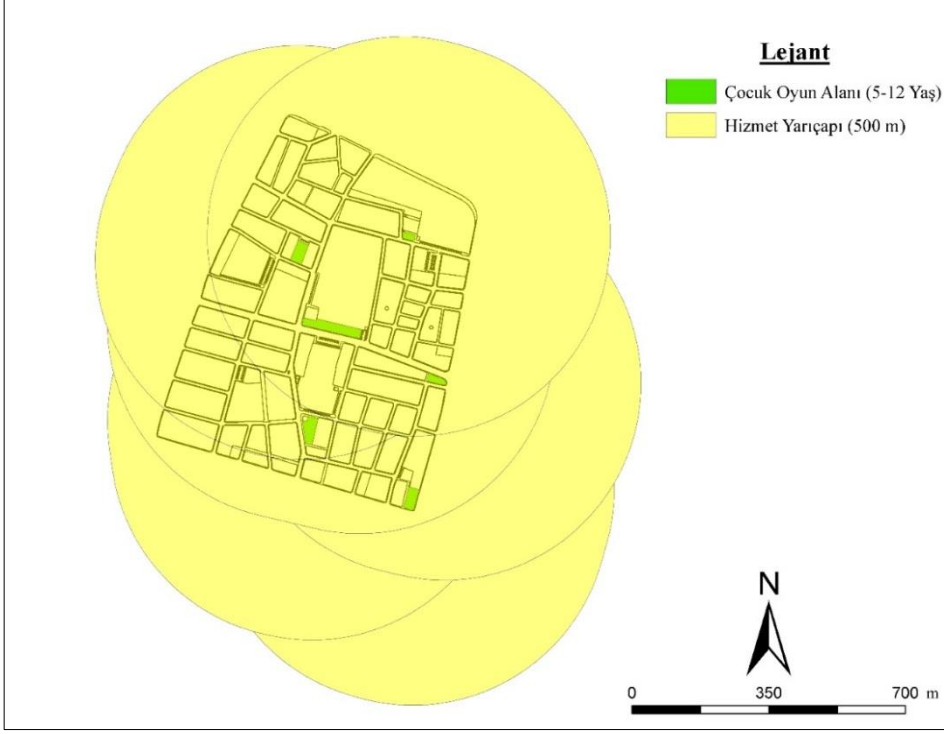 Lejant
Çocuk Oyun Alanı (5-12 Yaş)
Hizmet Yarıçapı (500 m)
N
0 350 700 m